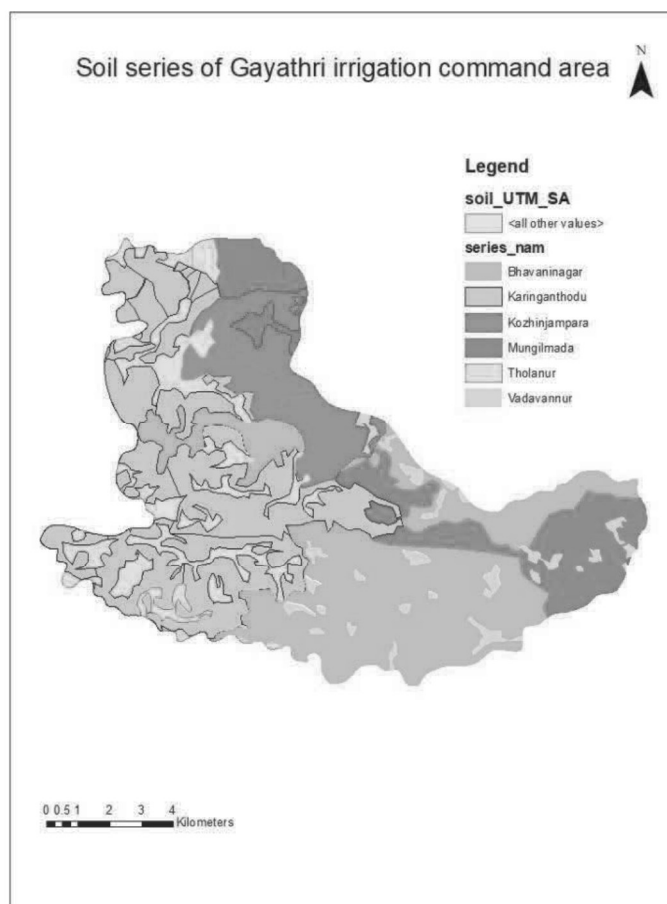 Soil series of Gayathri irrigation command area
N
Legend
soil_UTM_SA
<all other values>
series_nam
Bhavaninagar
Karinganthodu
Kozhinjampara
Mungilmada
Tholanur
Vadavannur
0 0.5 1 2 3 4
Kilometers